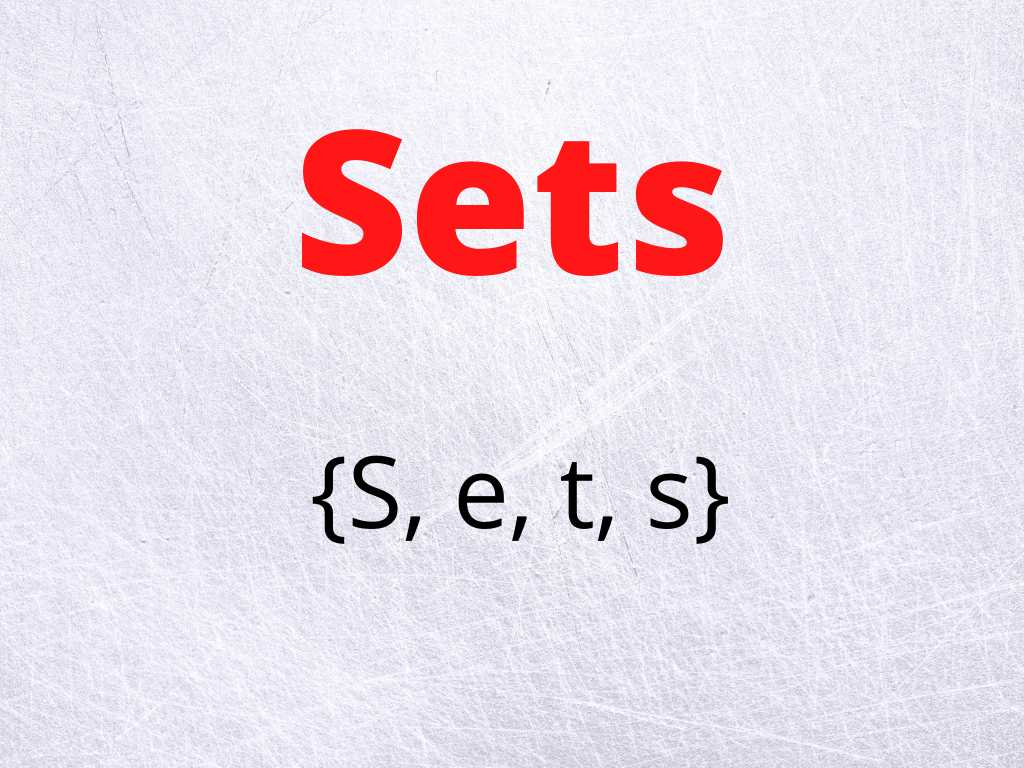 Sets
{S, e, t, s}